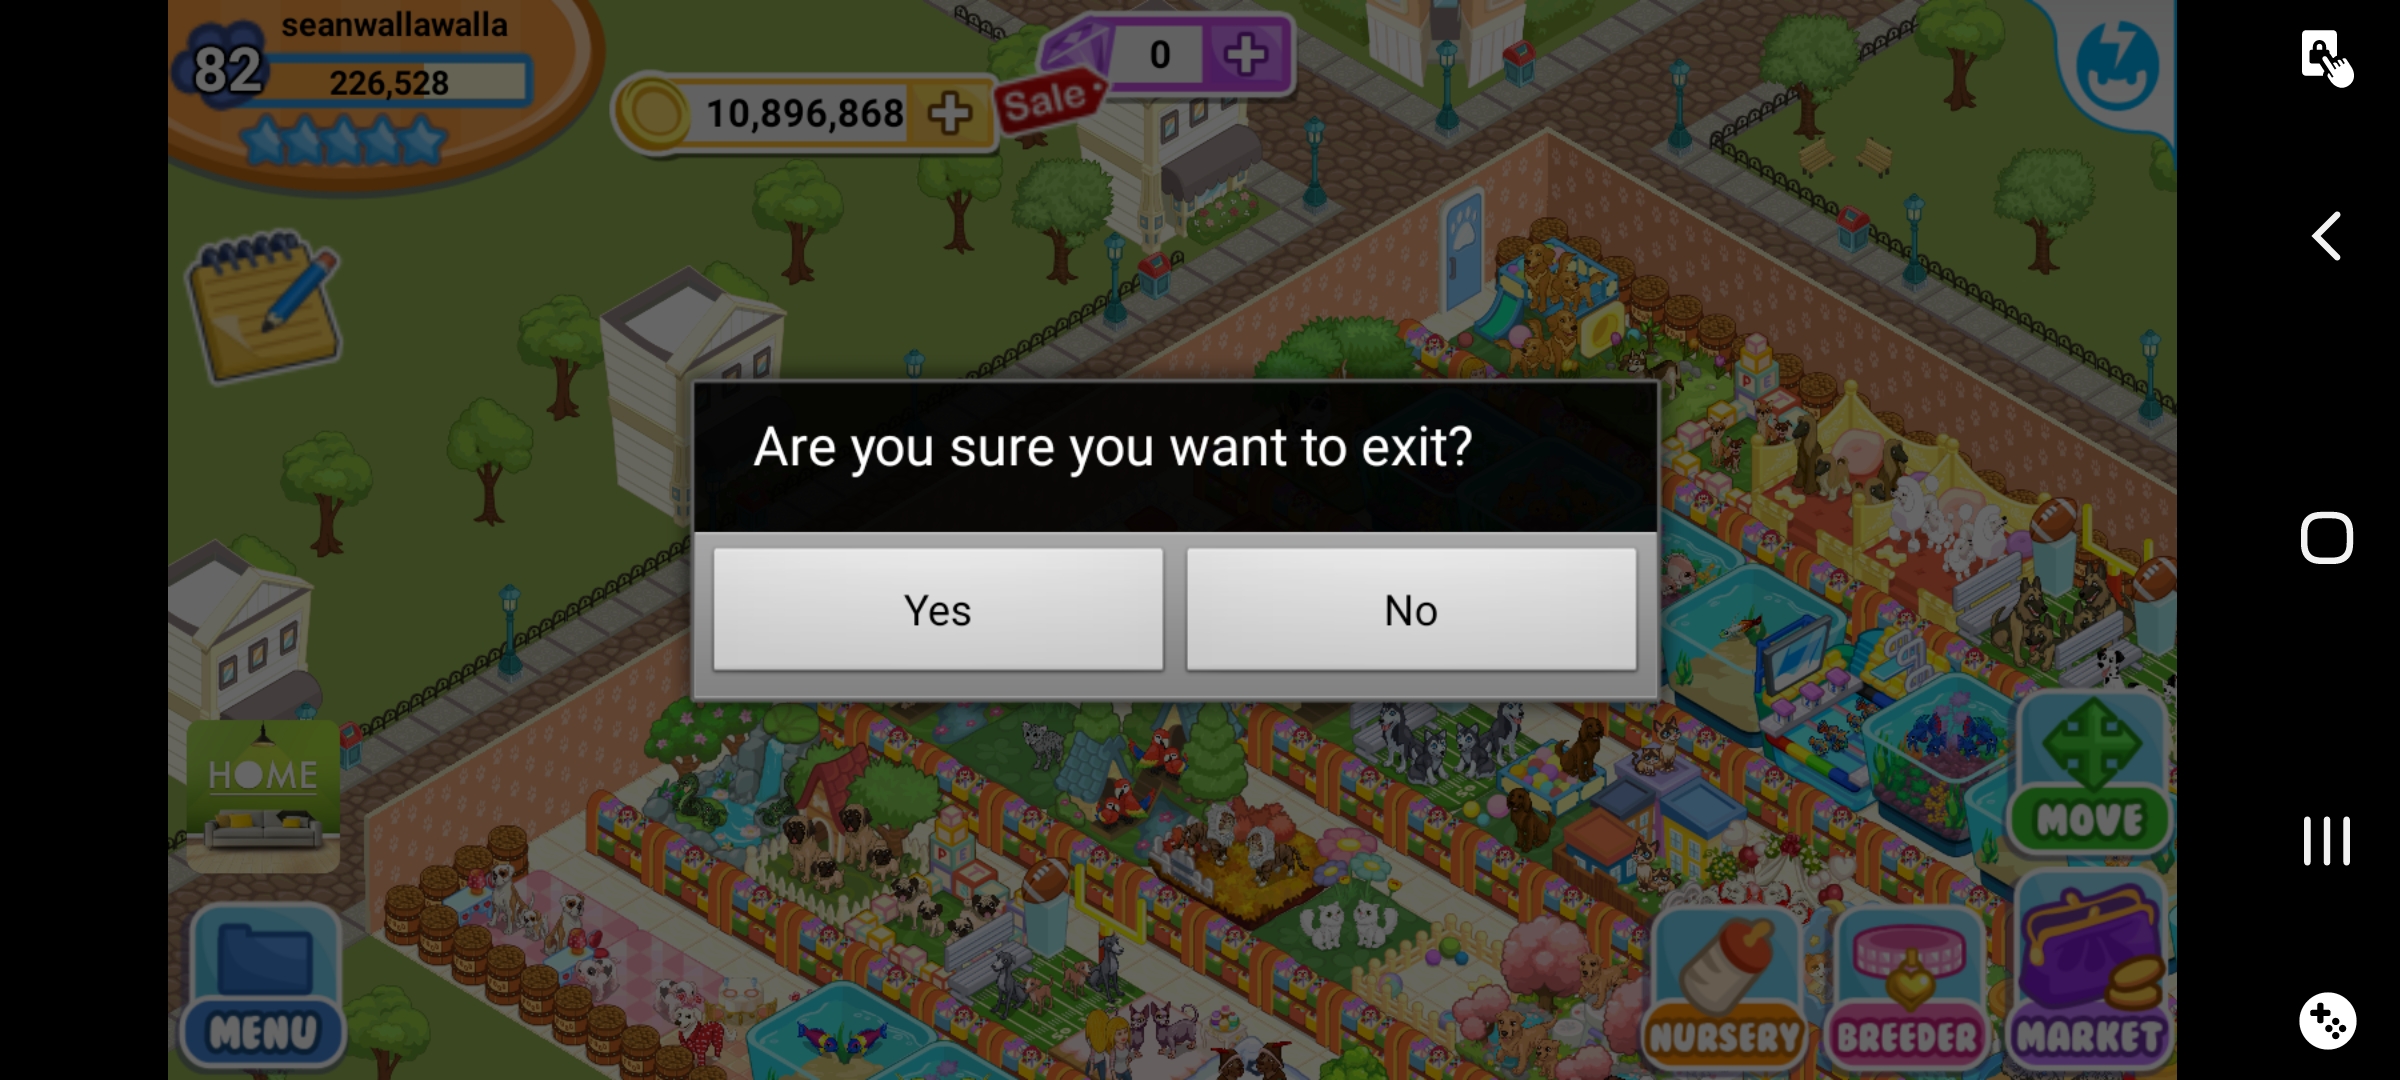 seanwallawalla
82
226,528
10,896,868
Sale
0
HOME
Are you sure you want to exit?
Yes
No
MENU
MOVE
NURSERY
BREEDER
MARKET